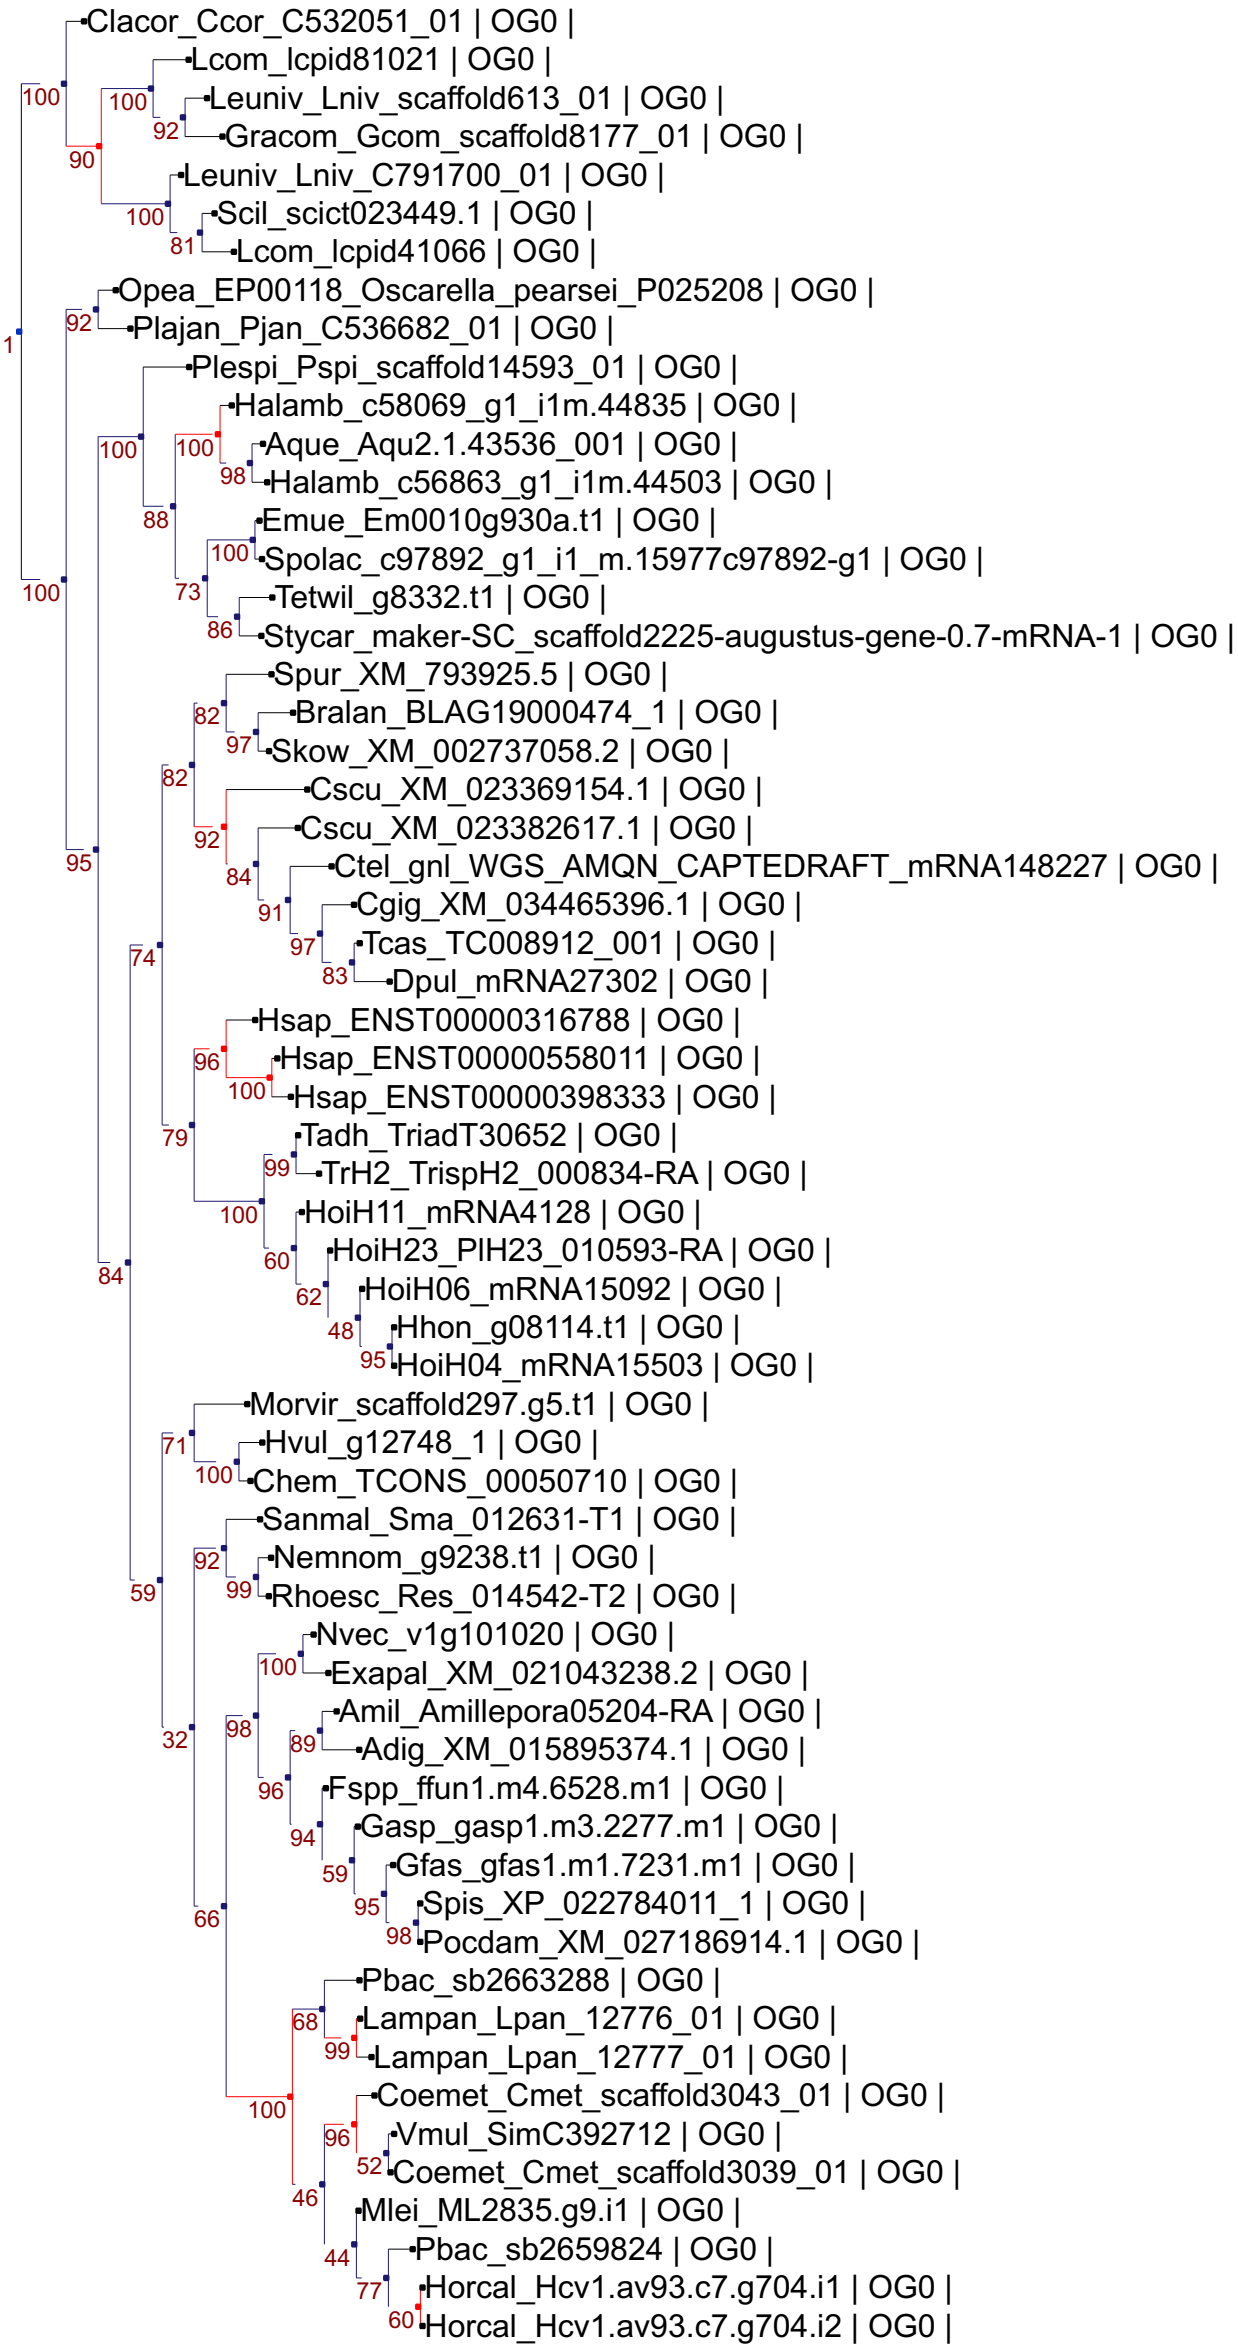 Clacor_Ccor_C532051_01 | OG0 |
Lcom_lcpid81021 | OG0 |
100
100
Leuniv_Lniv_scaffold613_01 | OG0 |
92
Gracom_Gcom_scaffold8177_01 | OG0 |
90
Leuniv_Lniv_C791700_01 | OG0 |
100
Scil_scict023449.1 | OG0 |
81
Lcom_lcpid41066 | OG0 |
Opea_EP00118_Oscarella_pearsei_P025208 | OG0 |
92
Plajan_Pjan_C536682_01 | OG0 |
1
Plespi_Pspi_scaffold14593_01 | OG0 |
Halamb_c58069_g1_i1m.44835 | OG0 |
100
100
Aque_Aqu2.1.43536_001 | OG0 |
98
Halamb_c56863_g1_i1m.44503 | OG0 |
88
Emue_Em0010g930a.t1 | OG0 |
100
Spolac_c97892_g1_i1_m.15977c97892-g1 | OG0 |
100
73
Tetwil_g8332.t1 | OG0 |
86
Stycar_maker-SC_scaffold2225-augustus-gene-0.7-mRNA-1 | OG0 |
Spur_XM_793925.5 | OG0 |
82
Bralan_BLAG19000474_1 | OG0 |
97
Skow_XM_002737058.2 | OG0 |
82
Cscu_XM_023369154.1 | OG0 |
92
Cscu_XM_023382617.1 | OG0 |
95
84
Ctel_gnl_WGS_AMQN_CAPTEDRAFT_mRNA148227 | OG0 |
91
Cgig_XM_034465396.1 | OG0 |
97
Tcas_TC008912_001 | OG0 |
74
83
Dpul_mRNA27302 | OG0 |
Hsap_ENST00000316788 | OG0 |
96
Hsap_ENST00000558011 | OG0 |
100
Hsap_ENST00000398333 | OG0 |
79
Tadh_TriadT30652 | OG0 |
99
TrH2_TrispH2_000834-RA | OG0 |
100
HoiH11_mRNA4128 | OG0 |
60
HoiH23_PlH23_010593-RA | OG0 |
84
62
HoiH06_mRNA15092 | OG0 |
48
Hhon_g08114.t1 | OG0 |
95
HoiH04_mRNA15503 | OG0 |
Morvir_scaffold297.g5.t1 | OG0 |
71
Hvul_g12748_1 | OG0 |
100
Chem_TCONS_00050710 | OG0 |
Sanmal_Sma_012631-T1 | OG0 |
92
Nemnom_g9238.t1 | OG0 |
59
99
Rhoesc_Res_014542-T2 | OG0 |
Nvec_v1g101020 | OG0 |
100
Exapal_XM_021043238.2 | OG0 |
Amil_Amillepora05204-RA | OG0 |
32
98
89
Adig_XM_015895374.1 | OG0 |
96
Fspp_ffun1.m4.6528.m1 | OG0 |
94
Gasp_gasp1.m3.2277.m1 | OG0 |
59
Gfas_gfas1.m1.7231.m1 | OG0 |
95
Spis_XP_022784011_1 | OG0 |
66
98
Pocdam_XM_027186914.1 | OG0 |
Pbac_sb2663288 | OG0 |
68
Lampan_Lpan_12776_01 | OG0 |
99
Lampan_Lpan_12777_01 | OG0 |
Coemet_Cmet_scaffold3043_01 | OG0 |
100
96
Vmul_SimC392712 | OG0 |
52
Coemet_Cmet_scaffold3039_01 | OG0 |
46
Mlei_ML2835.g9.i1 | OG0 |
44
Pbac_sb2659824 | OG0 |
77
Horcal_Hcv1.av93.c7.g704.i1 | OG0 |
60
Horcal_Hcv1.av93.c7.g704.i2 | OG0 |